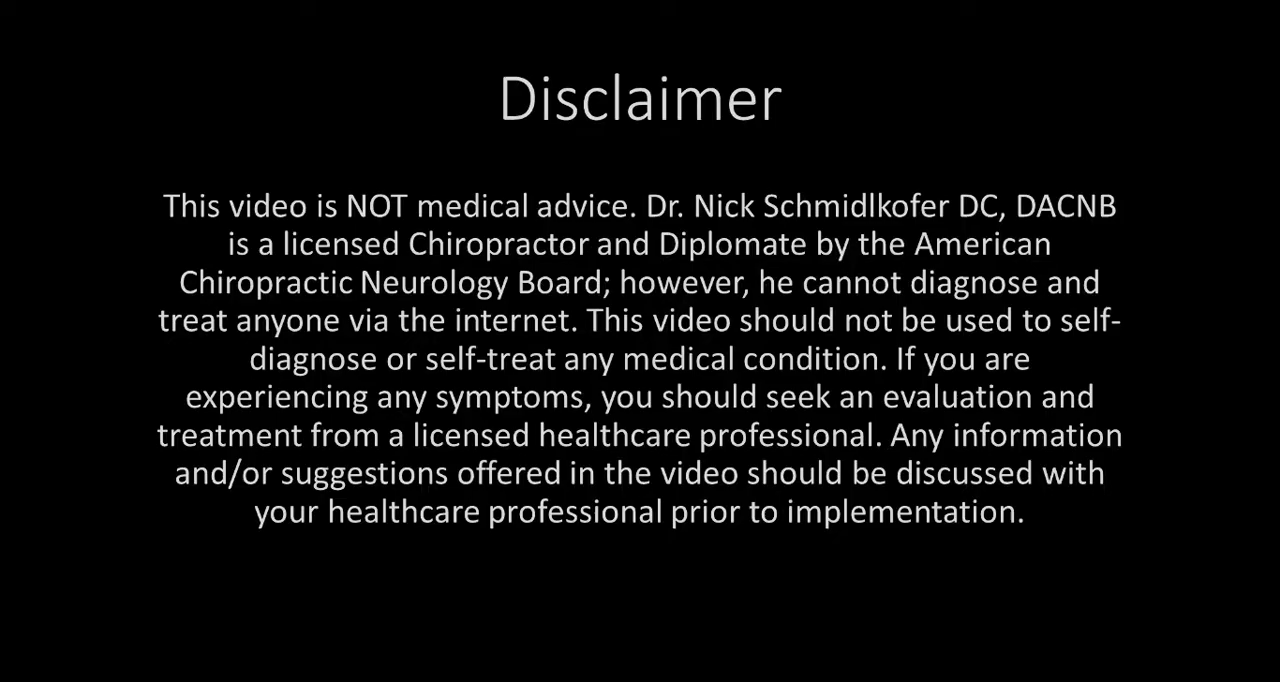 Disclaimer
This video is NOT medical advice. Dr. Nick Schmidlkofer DC, DACNB
is a licensed Chiropractor and Diplomate by the American
Chiropractic Neurology Board; however, he cannot diagnose and
treat anyone via the internet. This video should not be used to self-
diagnose or self-treat any medical condition. If you are
experiencing any symptoms, you should seek an evaluation and
treatment from a licensed healthcare professional. Any information
and/or suggestions offered in the video should be discussed with
your healthcare professional prior to implementation.